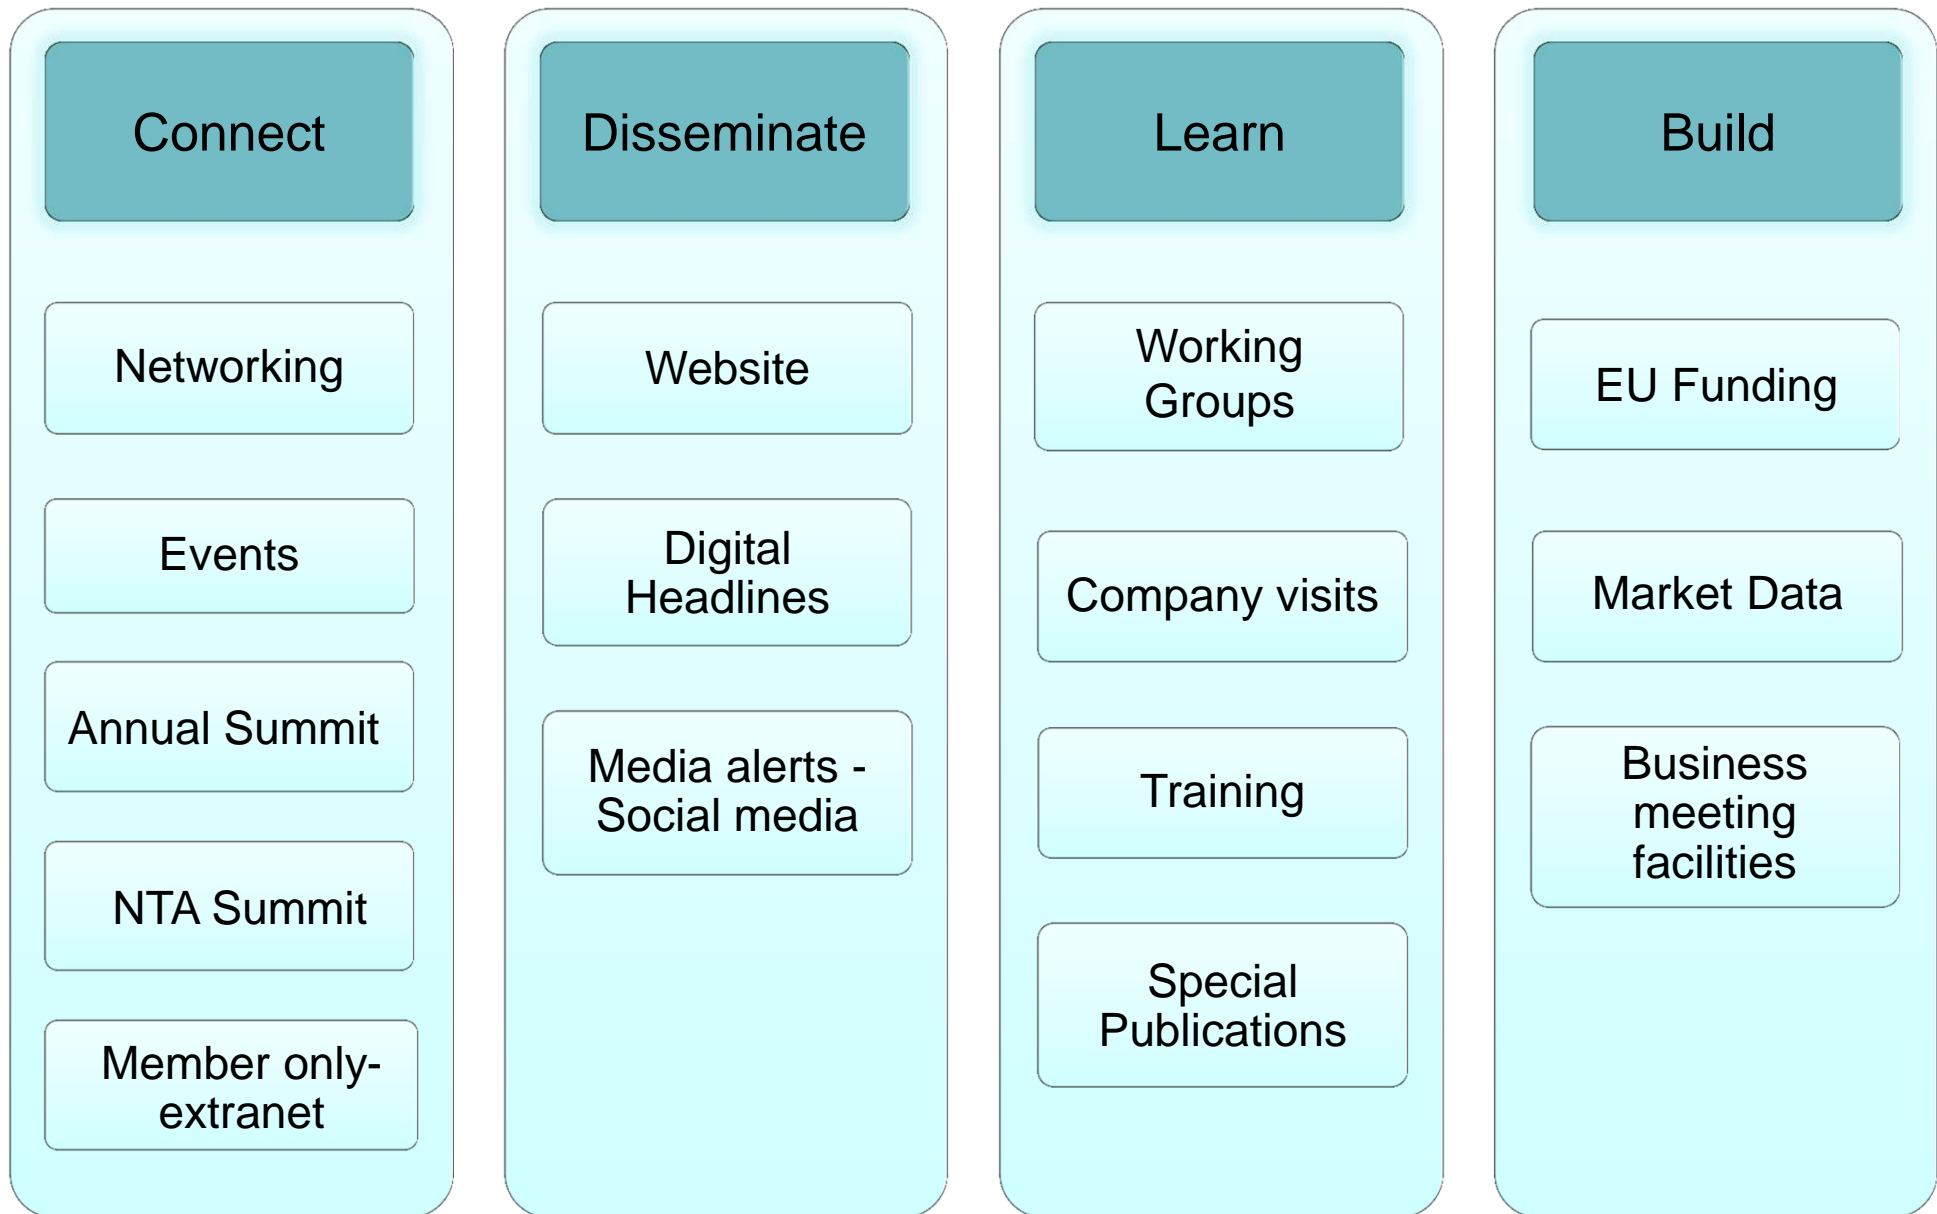 Connect
Networking
Events
Annual Summit
NTA Summit
Member only-
extranet
Disseminate
Website
Digital
Headlines
Media alerts -
Social media
Learn
Working
Groups
Company visits
Training
Special
Publications
Build
EU Funding
Market Data
Business
meeting
facilities